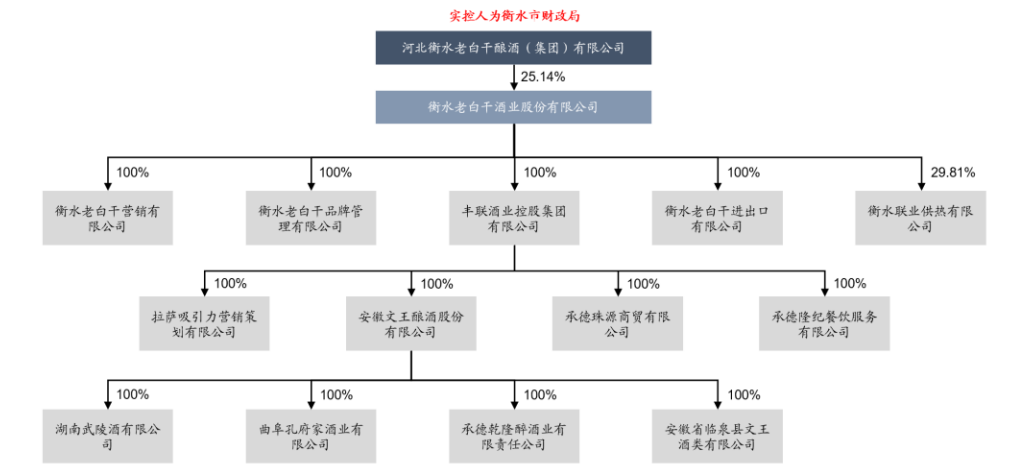 实控人为衡水市财政局
河北衡水老白干酿酒（集团）有限公司
25.14%
衡水老白干酒业股份有限公司
100%
100%
100%
100%
29.81%
衡水老白干营销有
限公司
衡水老白干品牌管
理有限公司
丰联酒业控股集团
有限公司
衡水老白干进出口
有限公司
衡水联业供热有限
公司
100%
100%
100%
100%
拉萨吸引力营销策
划有限公司
安徽文王酿酒股份
有限公司
承德珠源商贸有限
公司
承德隆纪餐饮服务
有限公司
100%
100%
100%
100%
湖南武陵酒有限公
司
曲阜孔府家酒业有
限公司
承德乾隆醉酒业有
限责任公司
安徽省临泉县文王
酒类有限公司